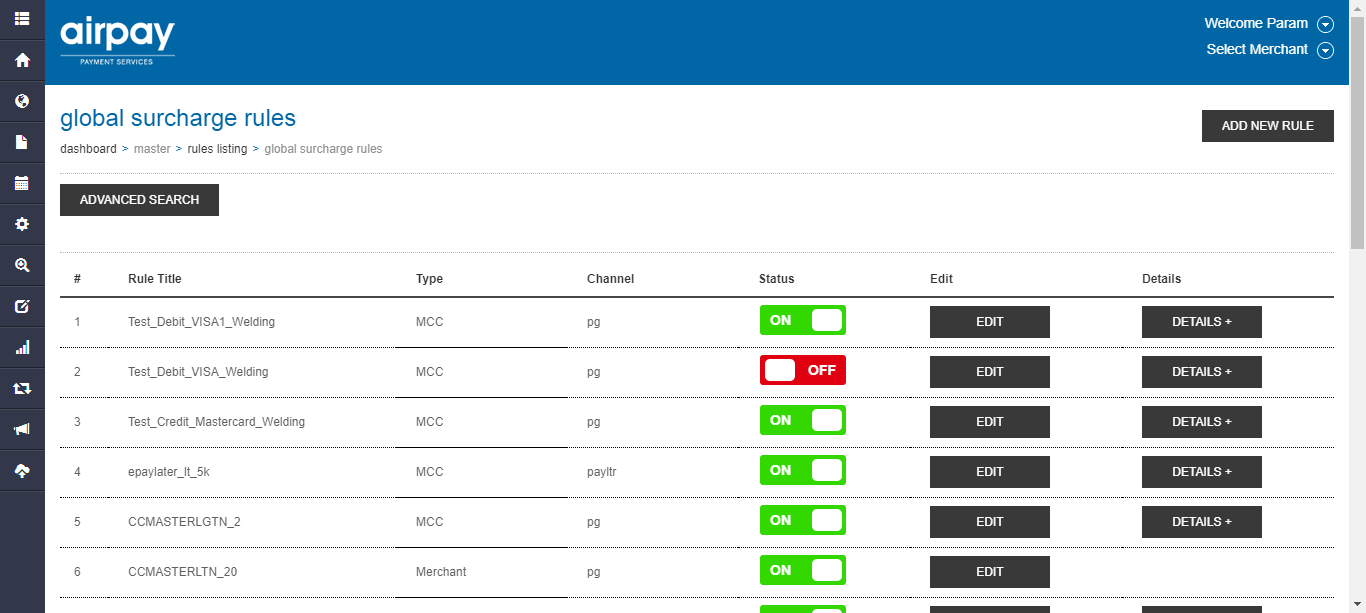 airpay
PAYMENT SERVICES
Welcome Param
Select Merchant
global surcharge rules
ADD NEW RULE
dashboard > master > rules listing > global surcharge rules
ADVANCED SEARCH
# Rule Title Type Channel Status Edit Details
1 Test_Debit_VISA1_Welding MCC pg ON EDIT DETAILS +
2 Test_Debit_VISA_Welding MCC pg OFF EDIT DETAILS +
3 Test_Credit_Mastercard_Welding MCC pg ON EDIT DETAILS +
4 epaylater_lt_5k MCC payltr ON EDIT DETAILS +
5 CCMASTERLGTN_2 MCC pg ON EDIT DETAILS +
6 CCMASTERLTN_20 Merchant pg ON EDIT